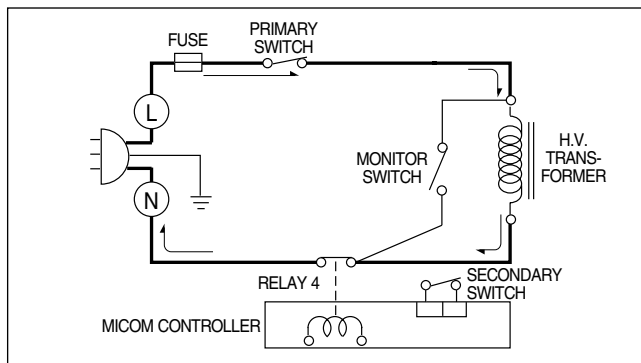 FUSE
PRIMARY
SWITCH
L
N
MONITOR
SWITCH
H.V.
TRANS-
FORMER
RELAY 4
SECONDARY
SWITCH
MICOM CONTROLLER